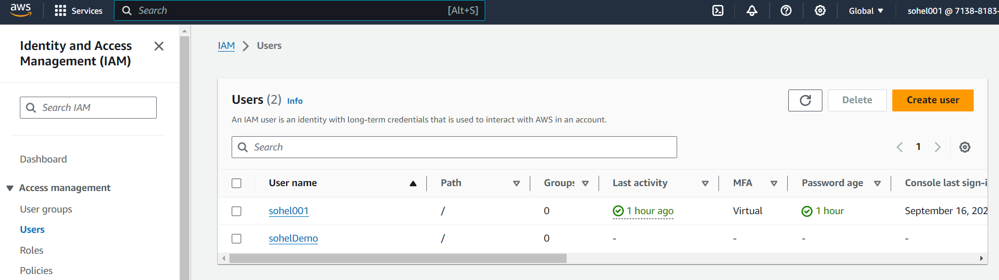 aws Services Search [Alt+S] Global sohel001 @ 7138-8183-
Identity and Access
Management (IAM)
Search IAM
Dashboard
Access management
User groups
Users
Roles
Policies
IAM Users
Users (2) Info Delete Create user
An IAM user is an identity with long-term credentials that is used to interact with AWS in an account.
Search 1
User name Path Groups Last activity MFA Password age Console last sign-i
sohel001 / 0 1 hour ago Virtual 1 hour September 16, 202
sohelDemo / 0 - - - -